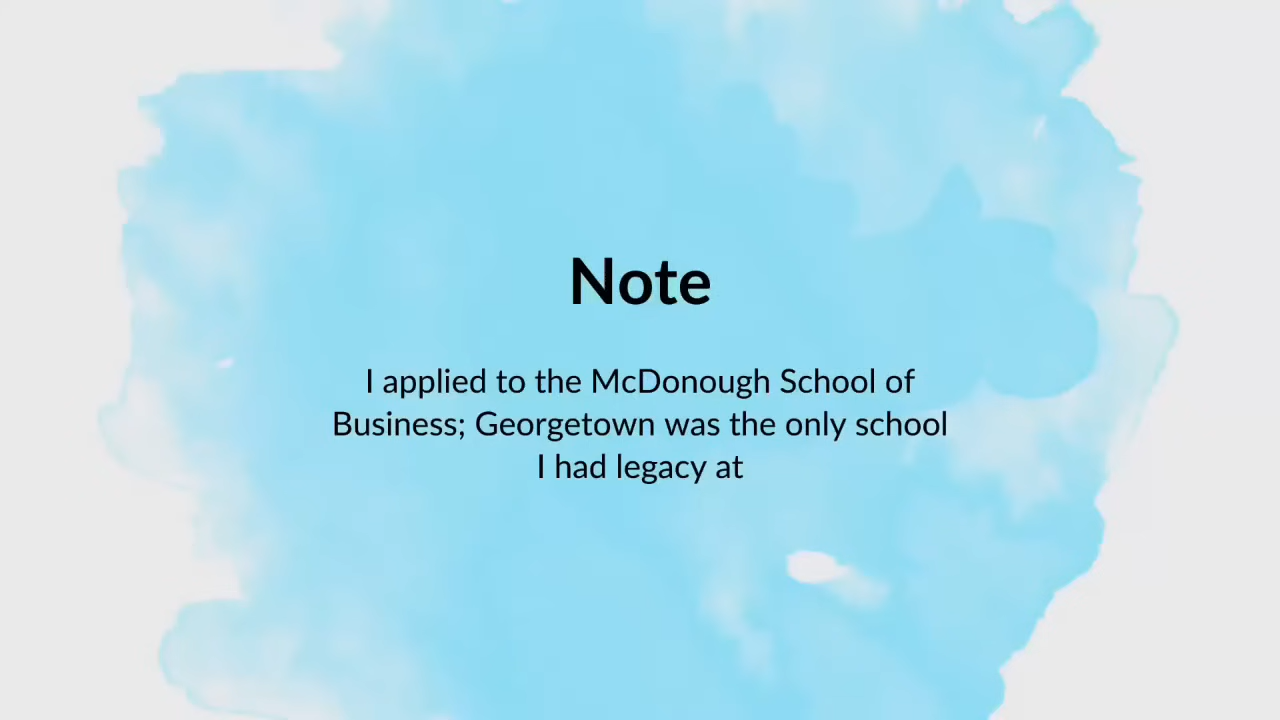 Note
I applied to the McDonough School of
Business; Georgetown was the only school
I had legacy at